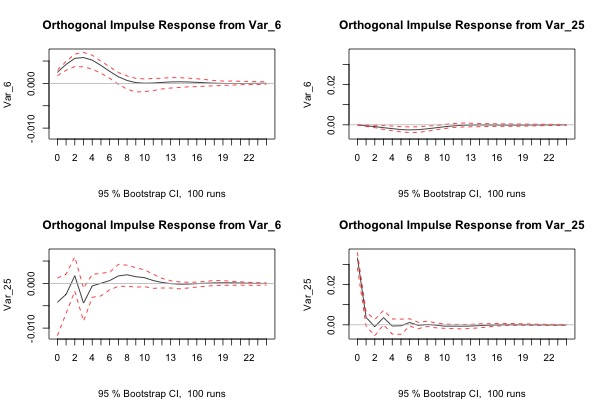 Orthogonal Impulse Response from Var_6
Var_6
0.000
-0.010
0 2 4 6 8 10 13 16 19 22
95 % Bootstrap CI, 100 runs
Orthogonal Impulse Response from Var_25
Var_6
0.02
0.00
0 2 4 6 8 10 13 16 19 22
95 % Bootstrap CI, 100 runs
Orthogonal Impulse Response from Var_6
Var_25
0.000
-0.010
0 2 4 6 8 10 13 16 19 22
95 % Bootstrap CI, 100 runs
Orthogonal Impulse Response from Var_25
Var_25
0.02
0.00
0 2 4 6 8 10 13 16 19 22
95 % Bootstrap CI, 100 runs